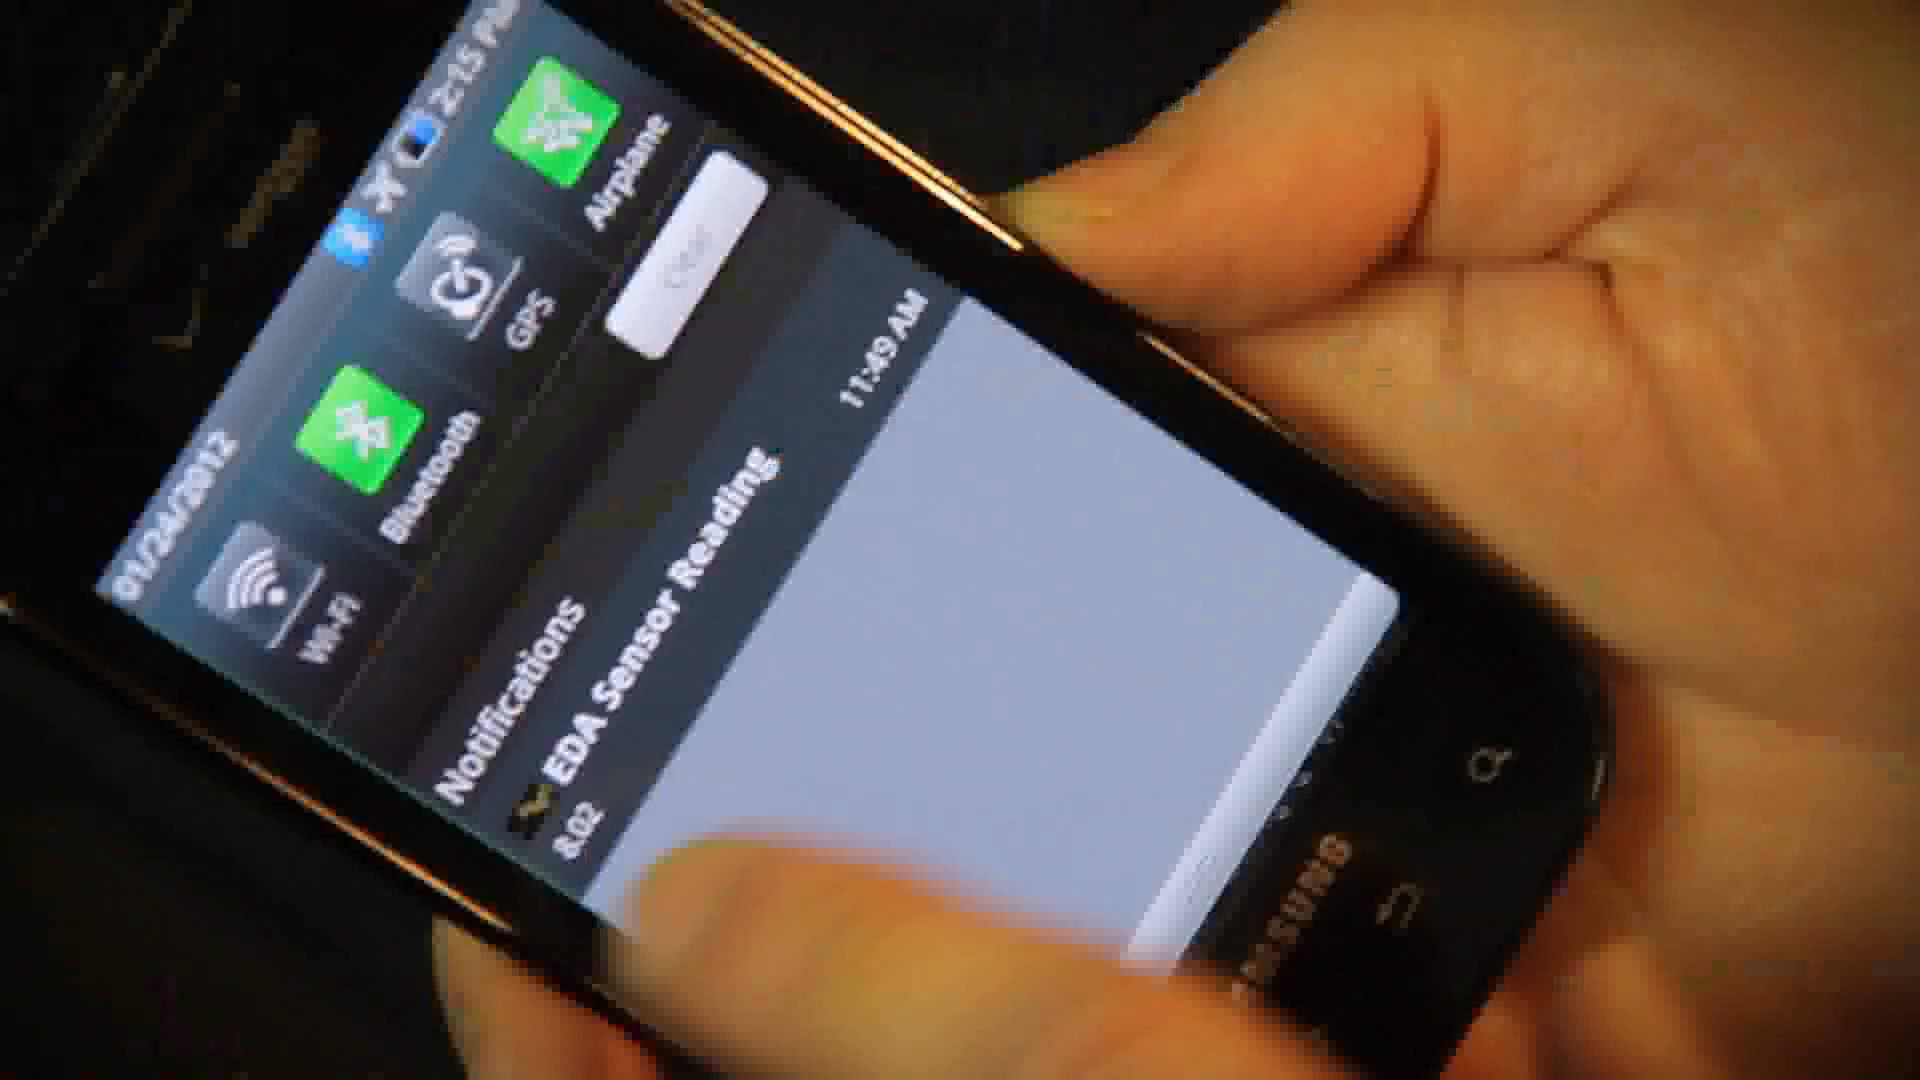 01/24/2012 2:15 PM
Wi-Fi Bluetooth GPS Airplane
Clear
Notifications
EDA Sensor Reading
8.02 11:49 AM
SAMSUNG